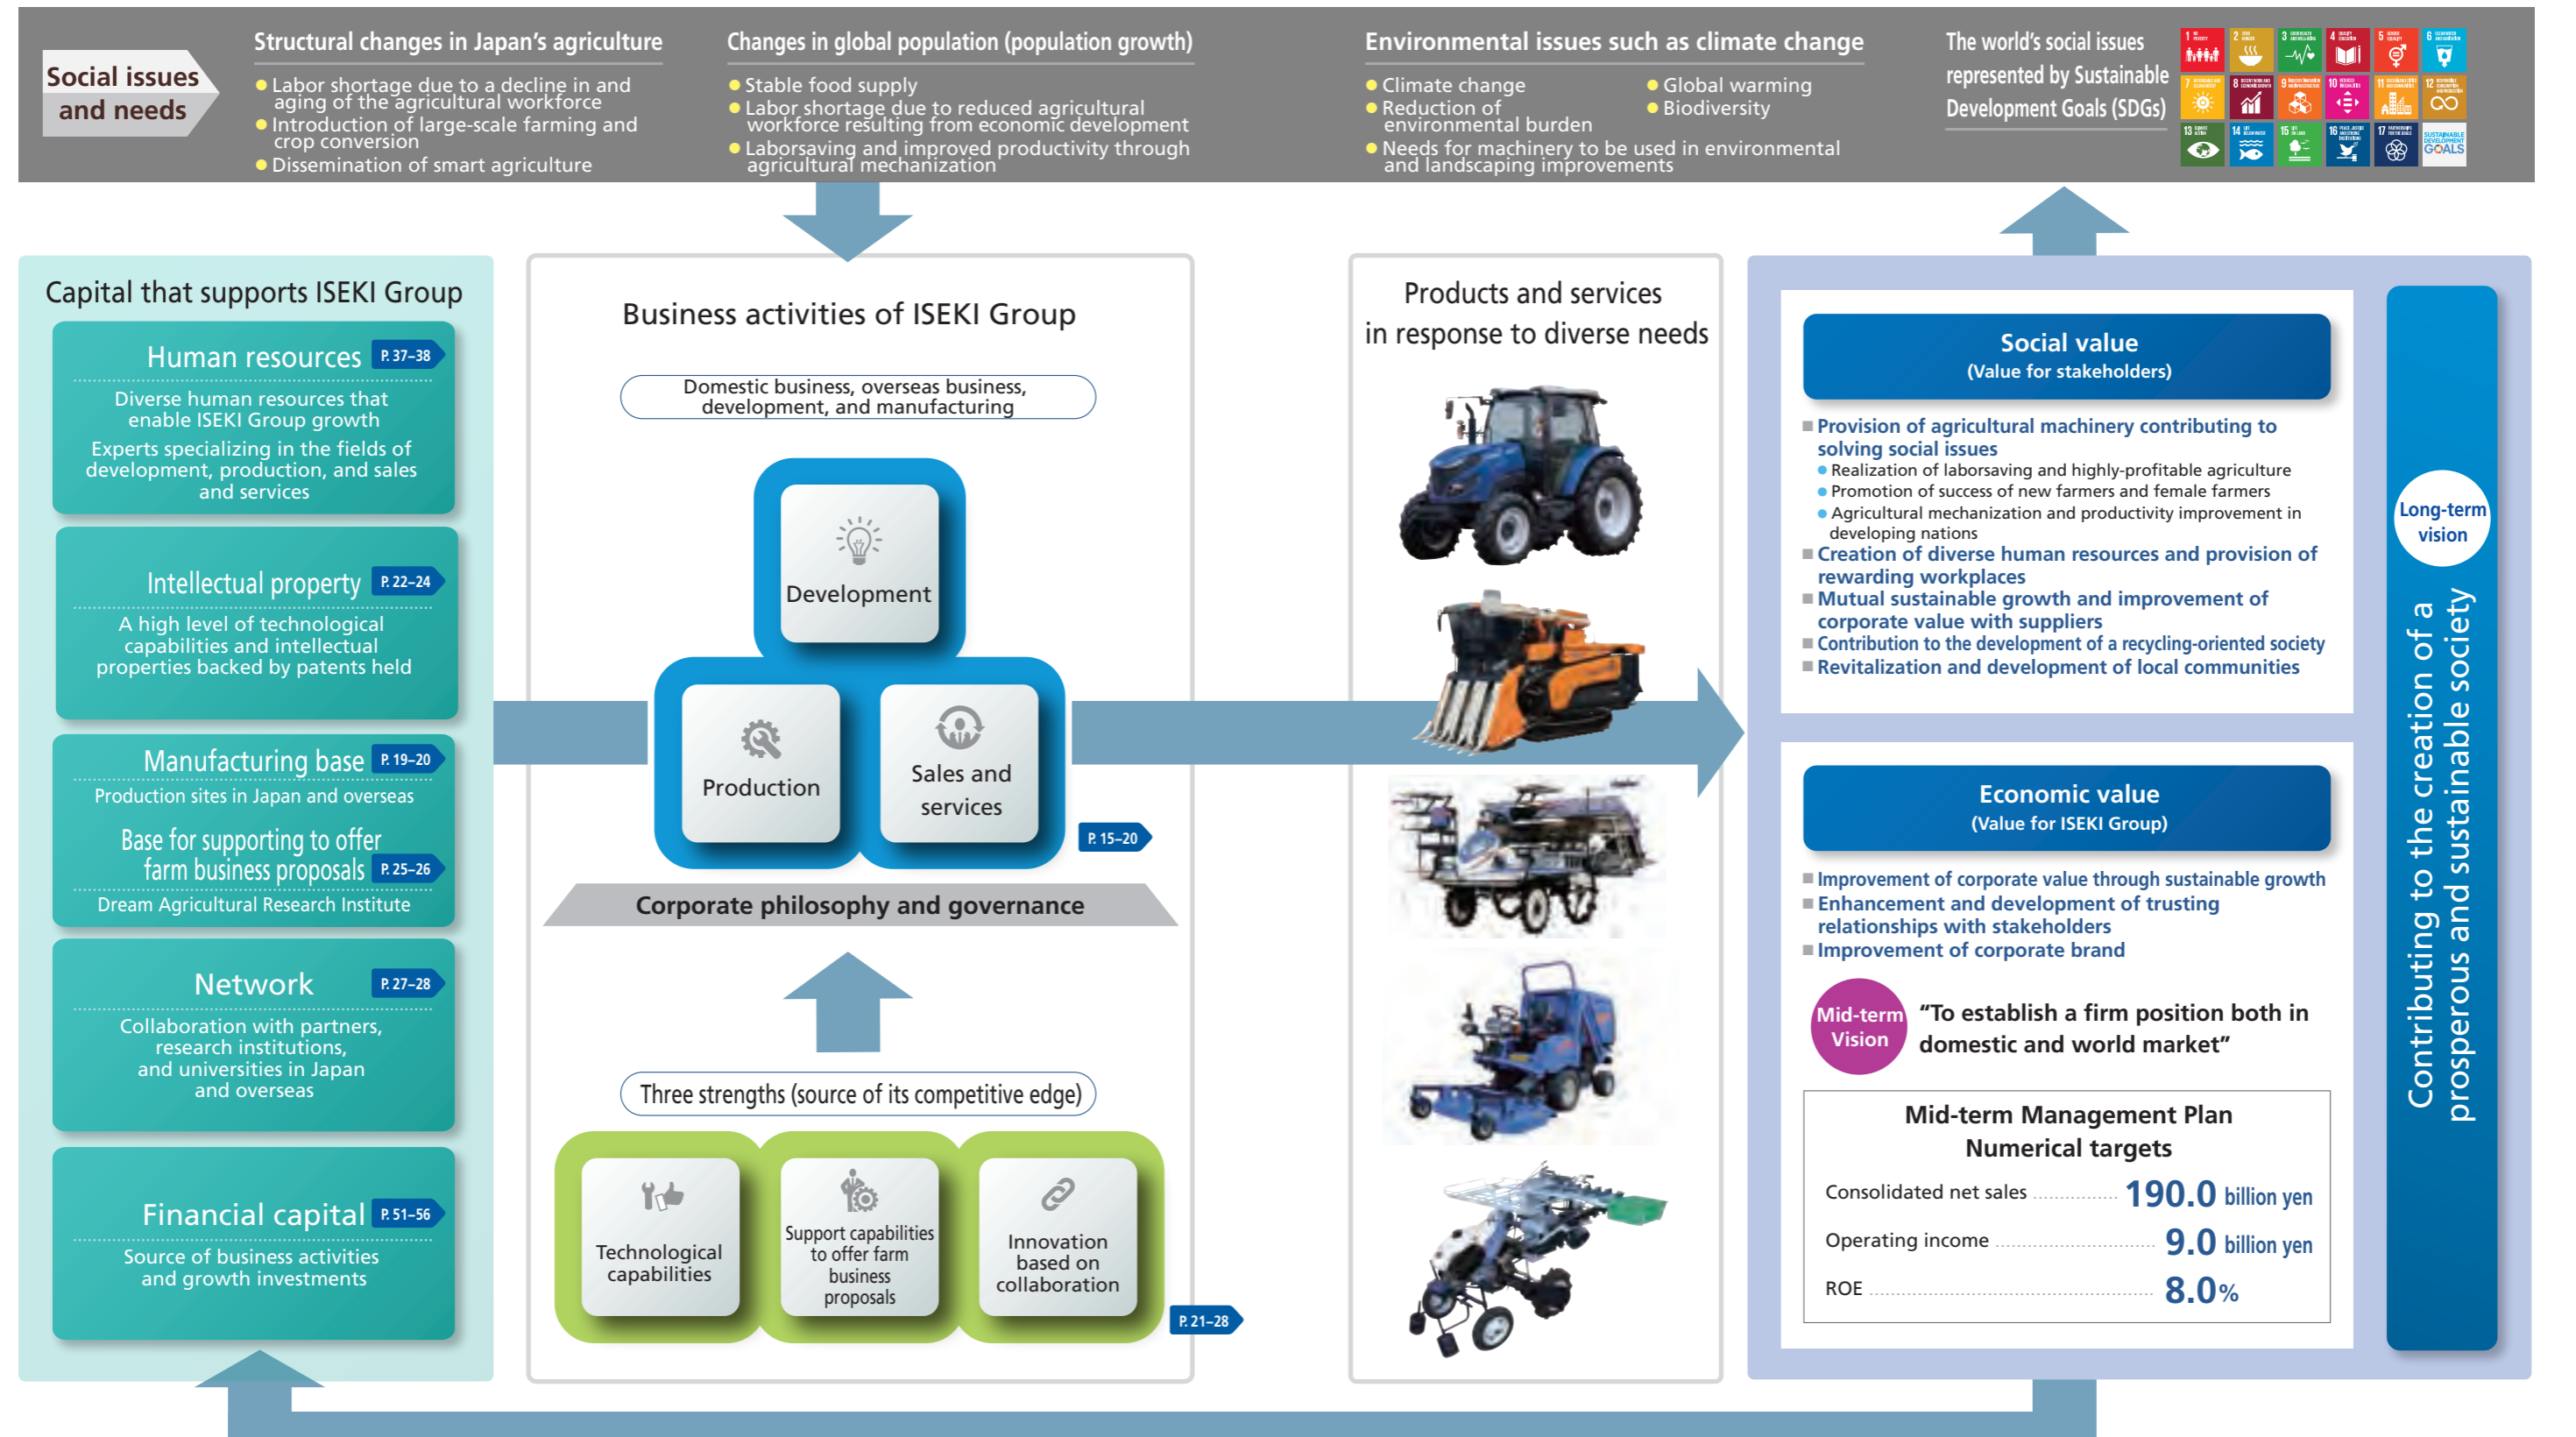 Social issues
and needs
Structural changes in Japan's agriculture
● Labor shortage due to a decline in and
aging of the agricultural workforce
● Introduction of large-scale farming and
crop conversion
● Dissemination of smart agriculture
Changes in global population (population growth)
● Stable food supply
● Labor shortage due to reduced agricultural
workforce resulting from economic development
● Laborsaving and improved productivity through
agricultural mechanization
Environmental issues such as climate change
● Climate change
● Reduction of
environmental burden
● Global warming
● Biodiversity
● Needs for machinery to be used in environmental
and landscaping improvements
The world's social issues
represented by Sustainable
Development Goals (SDGs)
1
2
3
4
5
6
7
8
9
10
11
12
13
14
15
16
17
SUSTAINABLE
DEVELOPMENT
GOALS
Capital that supports ISEKI Group
Human resources P. 37–38
Diverse human resources that
enable ISEKI Group growth
Experts specializing in the fields of
development, production, and sales
and services
Intellectual property P. 22–24
A high level of technological
capabilities and intellectual
properties backed by patents held
Manufacturing base P. 19–20
Production sites in Japan and overseas
Base for supporting to offer
farm business proposals P. 25–26
Dream Agricultural Research Institute
Network P. 27–28
Collaboration with partners,
research institutions,
and universities in Japan
and overseas
Financial capital P. 51–56
Source of business activities
and growth investments
Business activities of ISEKI Group
Domestic business, overseas business,
development, and manufacturing
Development
Production
Sales and
services
P. 15–20
Corporate philosophy and governance
Three strengths (source of its competitive edge)
Technological
capabilities
Support capabilities
to offer farm
business
proposals
Innovation
based on
collaboration
P. 21–28
Products and services
in response to diverse needs
Social value
(Value for stakeholders)
■ Provision of agricultural machinery contributing to
solving social issues
● Realization of laborsaving and highly-profitable agriculture
● Promotion of success of new farmers and female farmers
● Agricultural mechanization and productivity improvement in
developing nations
■ Creation of diverse human resources and provision of
rewarding workplaces
■ Mutual sustainable growth and improvement of
corporate value with suppliers
■ Contribution to the development of a recycling-oriented society
■ Revitalization and development of local communities
Economic value
(Value for ISEKI Group)
■ Improvement of corporate value through sustainable growth
■ Enhancement and development of trusting
relationships with stakeholders
■ Improvement of corporate brand
Mid-term
Vision
“To establish a firm position both in
domestic and world market”
Mid-term Management Plan
Numerical targets
Consolidated net sales 190.0 billion yen
Operating income 9.0 billion yen
ROE 8.0%
Long-term
vision
Contributing to the creation of a
prosperous and sustainable society